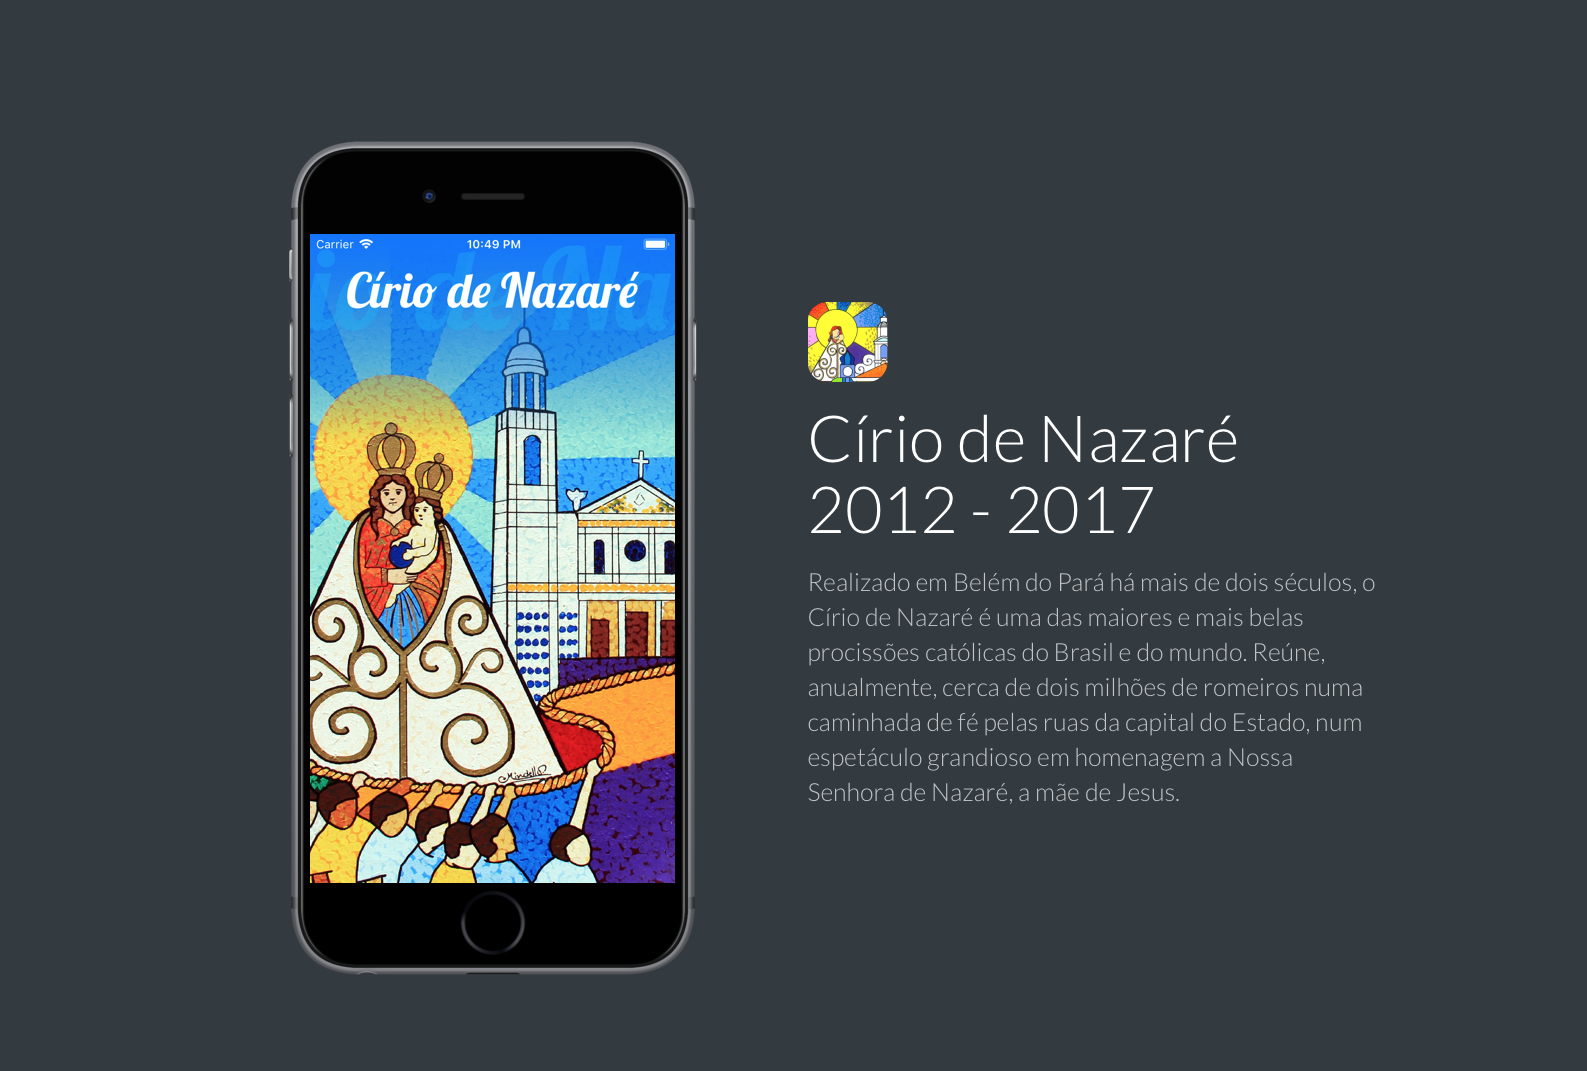 Carrier
10:49 PM
Círio de Nazaré
Mindello
Círio de Nazaré
2012 - 2017
Realizado em Belém do Pará há mais de dois séculos, o
Círio de Nazaré é uma das maiores e mais belas
procissões católicas do Brasil e do mundo. Reúne,
anualmente, cerca de dois milhões de romeiros numa
caminhada de fé pelas ruas da capital do Estado, num
espetáculo grandioso em homenagem a Nossa
Senhora de Nazaré, a mãe de Jesus.